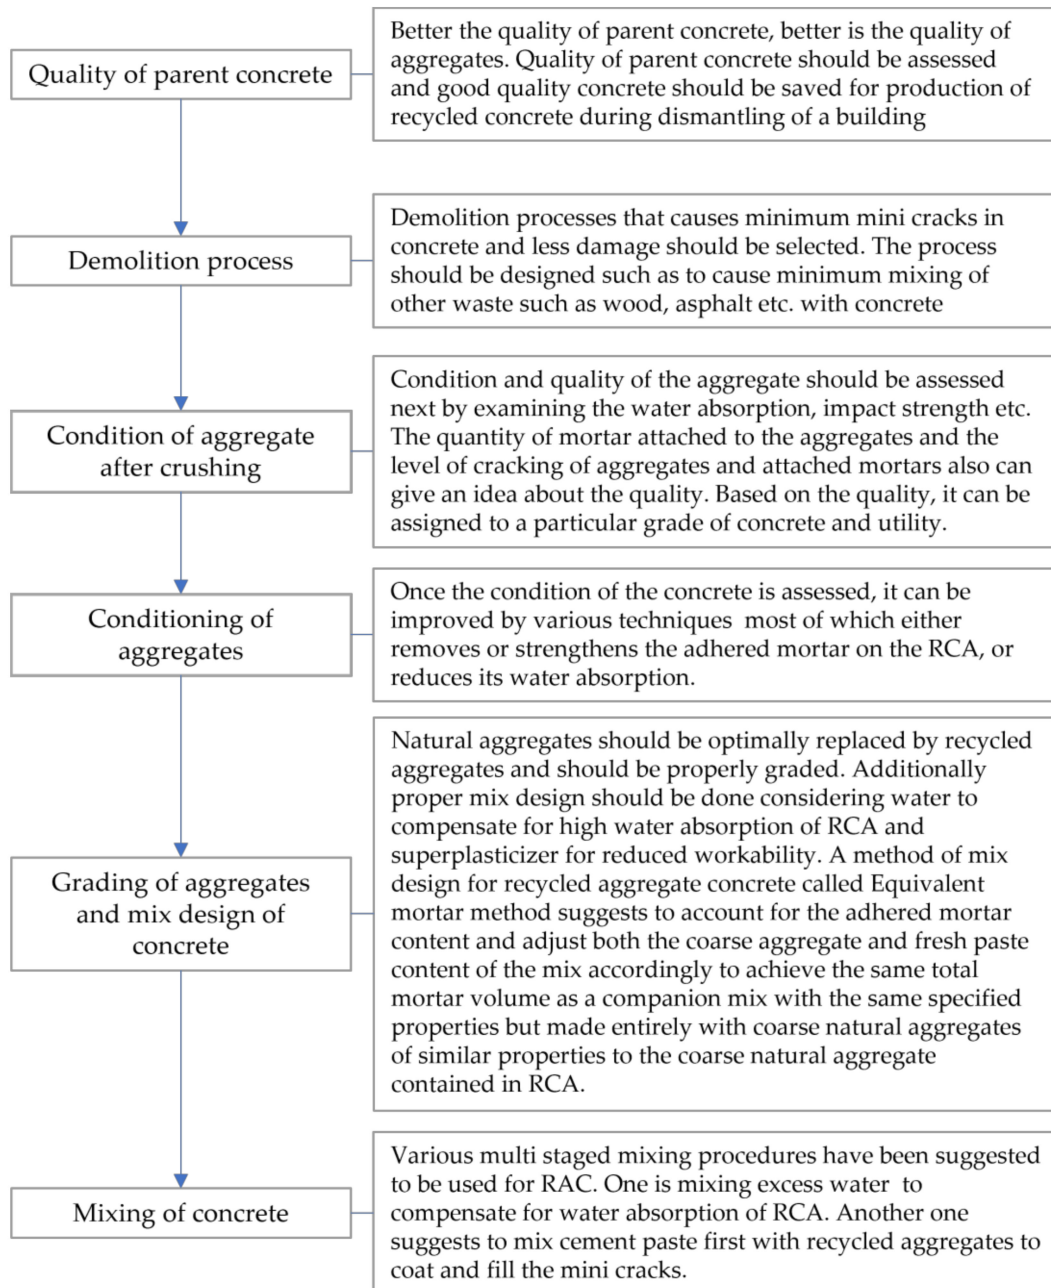 Quality of parent concrete
Better the quality of parent concrete, better is the quality of
aggregates. Quality of parent concrete should be assessed
and good quality concrete should be saved for production of
recycled concrete during dismantling of a building
Demolition process
Demolition processes that causes minimum mini cracks in
concrete and less damage should be selected. The process
should be designed such as to cause minimum mixing of
other waste such as wood, asphalt etc. with concrete
Condition of aggregate
after crushing
Condition and quality of the aggregate should be assessed
next by examining the water absorption, impact strength etc.
The quantity of mortar attached to the aggregates and the
level of cracking of aggregates and attached mortars also can
give an idea about the quality. Based on the quality, it can be
assigned to a particular grade of concrete and utility.
Conditioning of
aggregates
Once the condition of the concrete is assessed, it can be
improved by various techniques most of which either
removes or strengthens the adhered mortar on the RCA, or
reduces its water absorption.
Grading of aggregates
and mix design of
concrete
Natural aggregates should be optimally replaced by recycled
aggregates and should be properly graded. Additionally
proper mix design should be done considering water to
compensate for high water absorption of RCA and
superplasticizer for reduced workability. A method of mix
design for recycled aggregate concrete called Equivalent
mortar method suggests to account for the adhered mortar
content and adjust both the coarse aggregate and fresh paste
content of the mix accordingly to achieve the same total
mortar volume as a companion mix with the same specified
properties but made entirely with coarse natural aggregates
of similar properties to the coarse natural aggregate
contained in RCA.
Mixing of concrete
Various multi staged mixing procedures have been suggested
to be used for RAC. One is mixing excess water to
compensate for water absorption of RCA. Another one
suggests to mix cement paste first with recycled aggregates to
coat and fill the mini cracks.